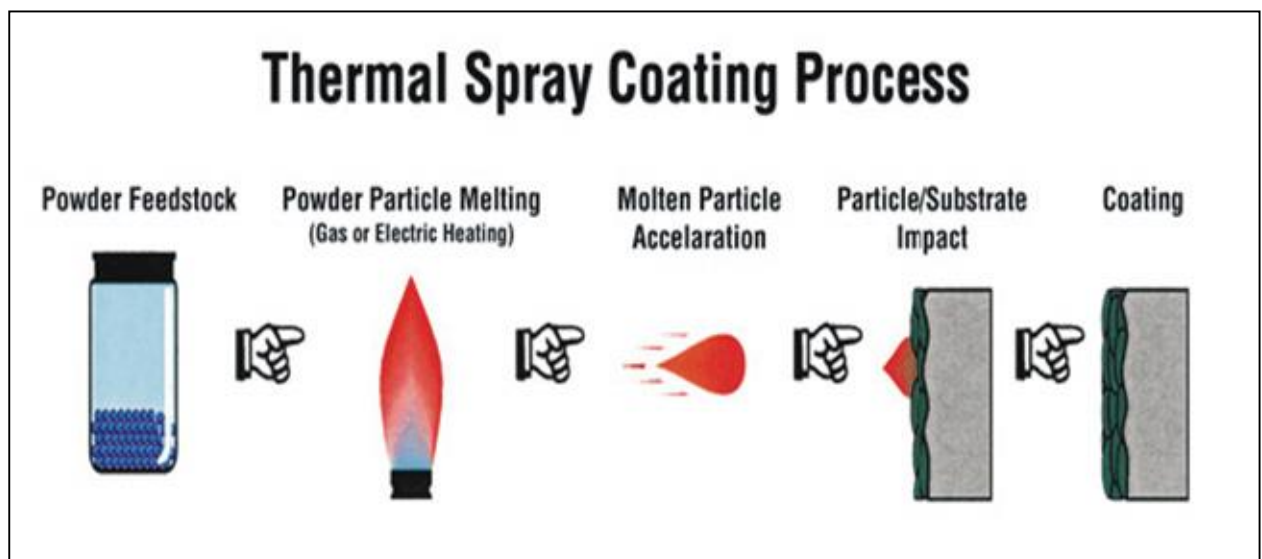 Thermal Spray Coating Process
Powder Feedstock
Powder Particle Melting
(Gas or Electric Heating)
Molten Particle
Accelaration
Particle/Substrate
Impact
Coating